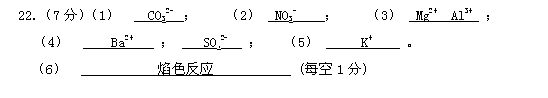 22.（7分）（1） CO₃²⁻ ；（2） NO₃⁻ ；（3） Mg²⁺ Al³⁺ ；
（4） Ba²⁺ ； SO₄²⁻ ；（5） K⁺ 。
（6） 焰色反应 （每空1分）